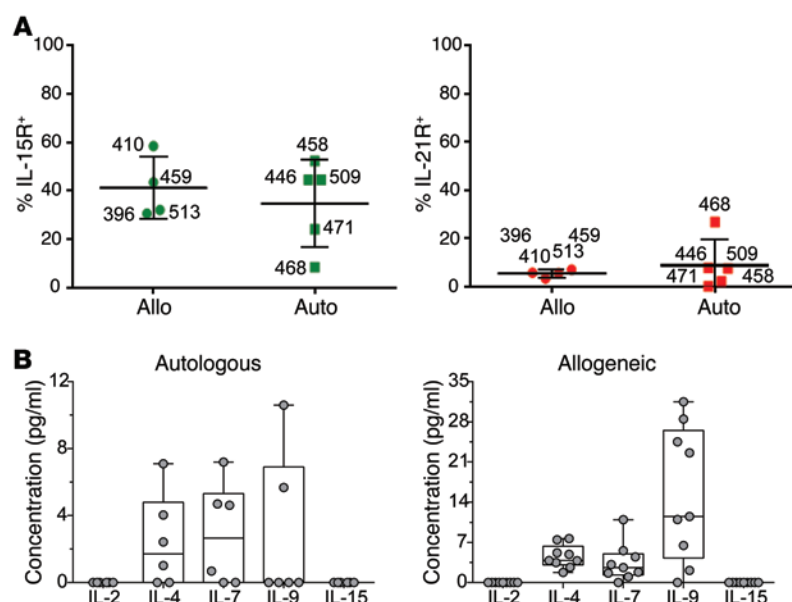 A
100
80
60
40
20
0
% IL-15R+
410
459
396
513
458
446
509
471
468
Allo
Auto
100
80
60
40
20
0
% IL-21R+
396
459
410
513
468
446
509
471
458
Allo
Auto
B
Autologous
Concentration (pg/ml)
12
8
4
0
IL-2 IL-4 IL-7 IL-9 IL-15
Allogeneic
Concentration (pg/ml)
35
28
21
14
7
0
IL-2 IL-4 IL-7 IL-9 IL-15